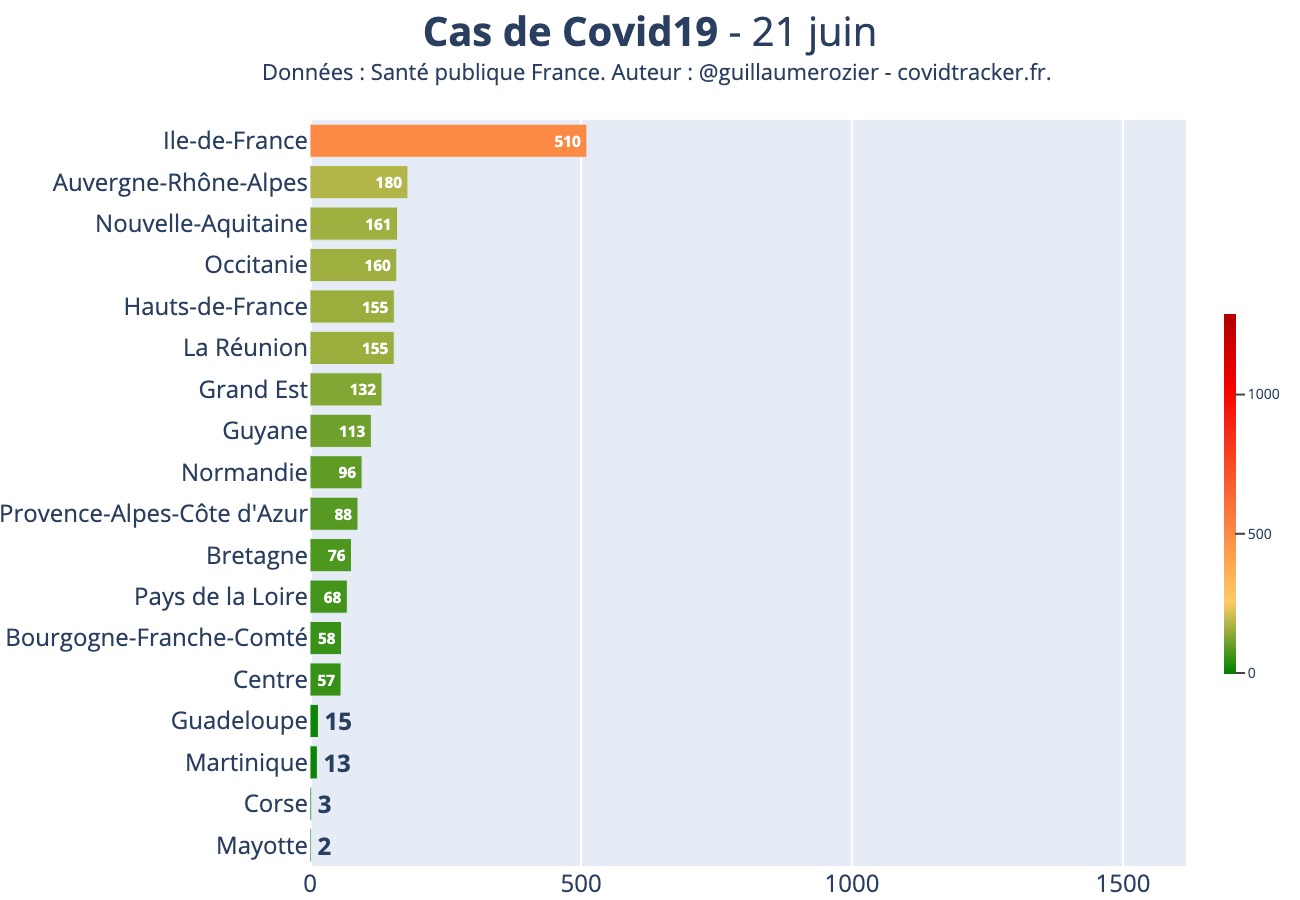 Cas de Covid19 - 21 juin
Données : Santé publique France. Auteur : @guillaumerozier - covidtracker.fr.
Ile-de-France 510
Auvergne-Rhône-Alpes 180
Nouvelle-Aquitaine 161
Occitanie 160
Hauts-de-France 155
La Réunion 155
Grand Est 132
Guyane 113
Normandie 96
Provence-Alpes-Côte d'Azur 88
Bretagne 76
Pays de la Loire 68
Bourgogne-Franche-Comté 58
Centre 57
Guadeloupe 15
Martinique 13
Corse 3
Mayotte 2
0 500 1000 1500
1000
500
0